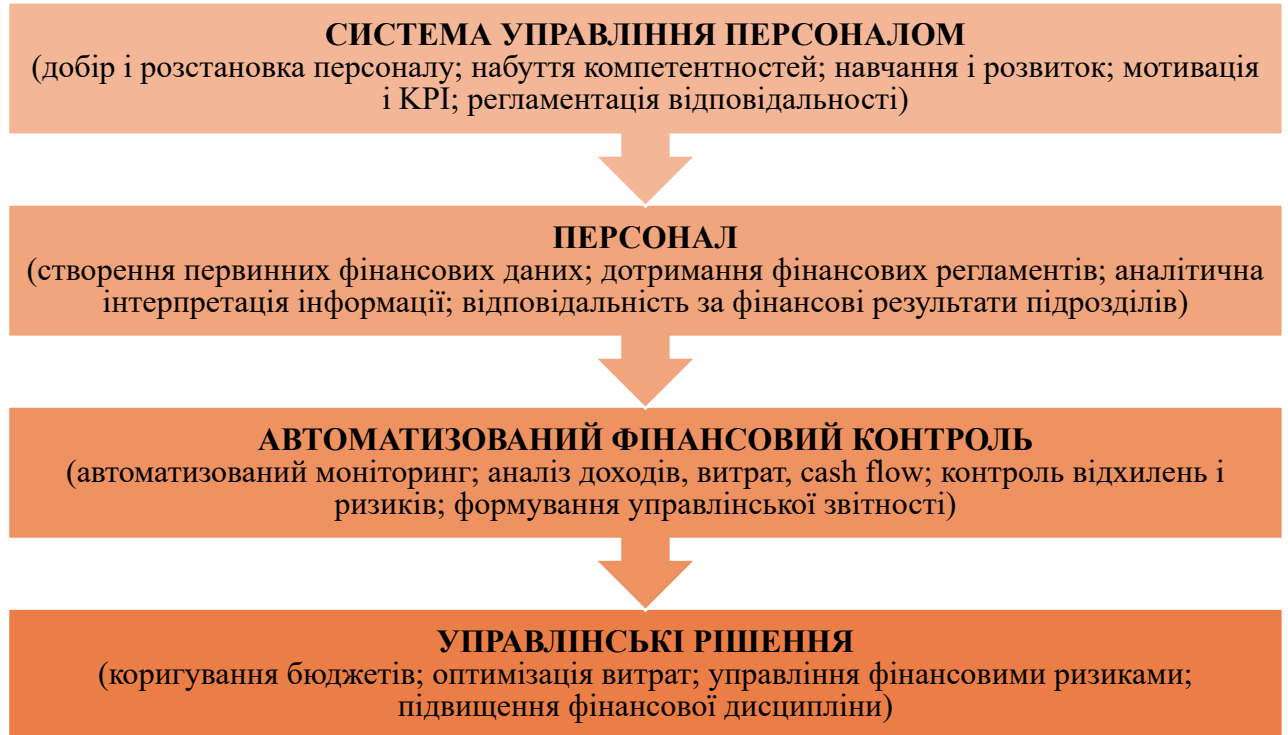 СИСТЕМА УПРАВЛІННЯ ПЕРСОНАЛОМ
(добір і розстановка персоналу; набуття компетентностей; навчання і розвиток; мотивація
і KPI; регламентація відповідальності)
ПЕРСОНАЛ
(створення первинних фінансових даних; дотримання фінансових регламентів; аналітична
інтерпретація інформації; відповідальність за фінансові результати підрозділів)
АВТОМАТИЗОВАНИЙ ФІНАНСОВИЙ КОНТРОЛЬ
(автоматизований моніторинг; аналіз доходів, витрат, cash flow; контроль відхилень і
ризиків; формування управлінської звітності)
УПРАВЛІНСЬКІ РІШЕННЯ
(коригування бюджетів; оптимізація витрат; управління фінансовими ризиками;
підвищення фінансової дисципліни)